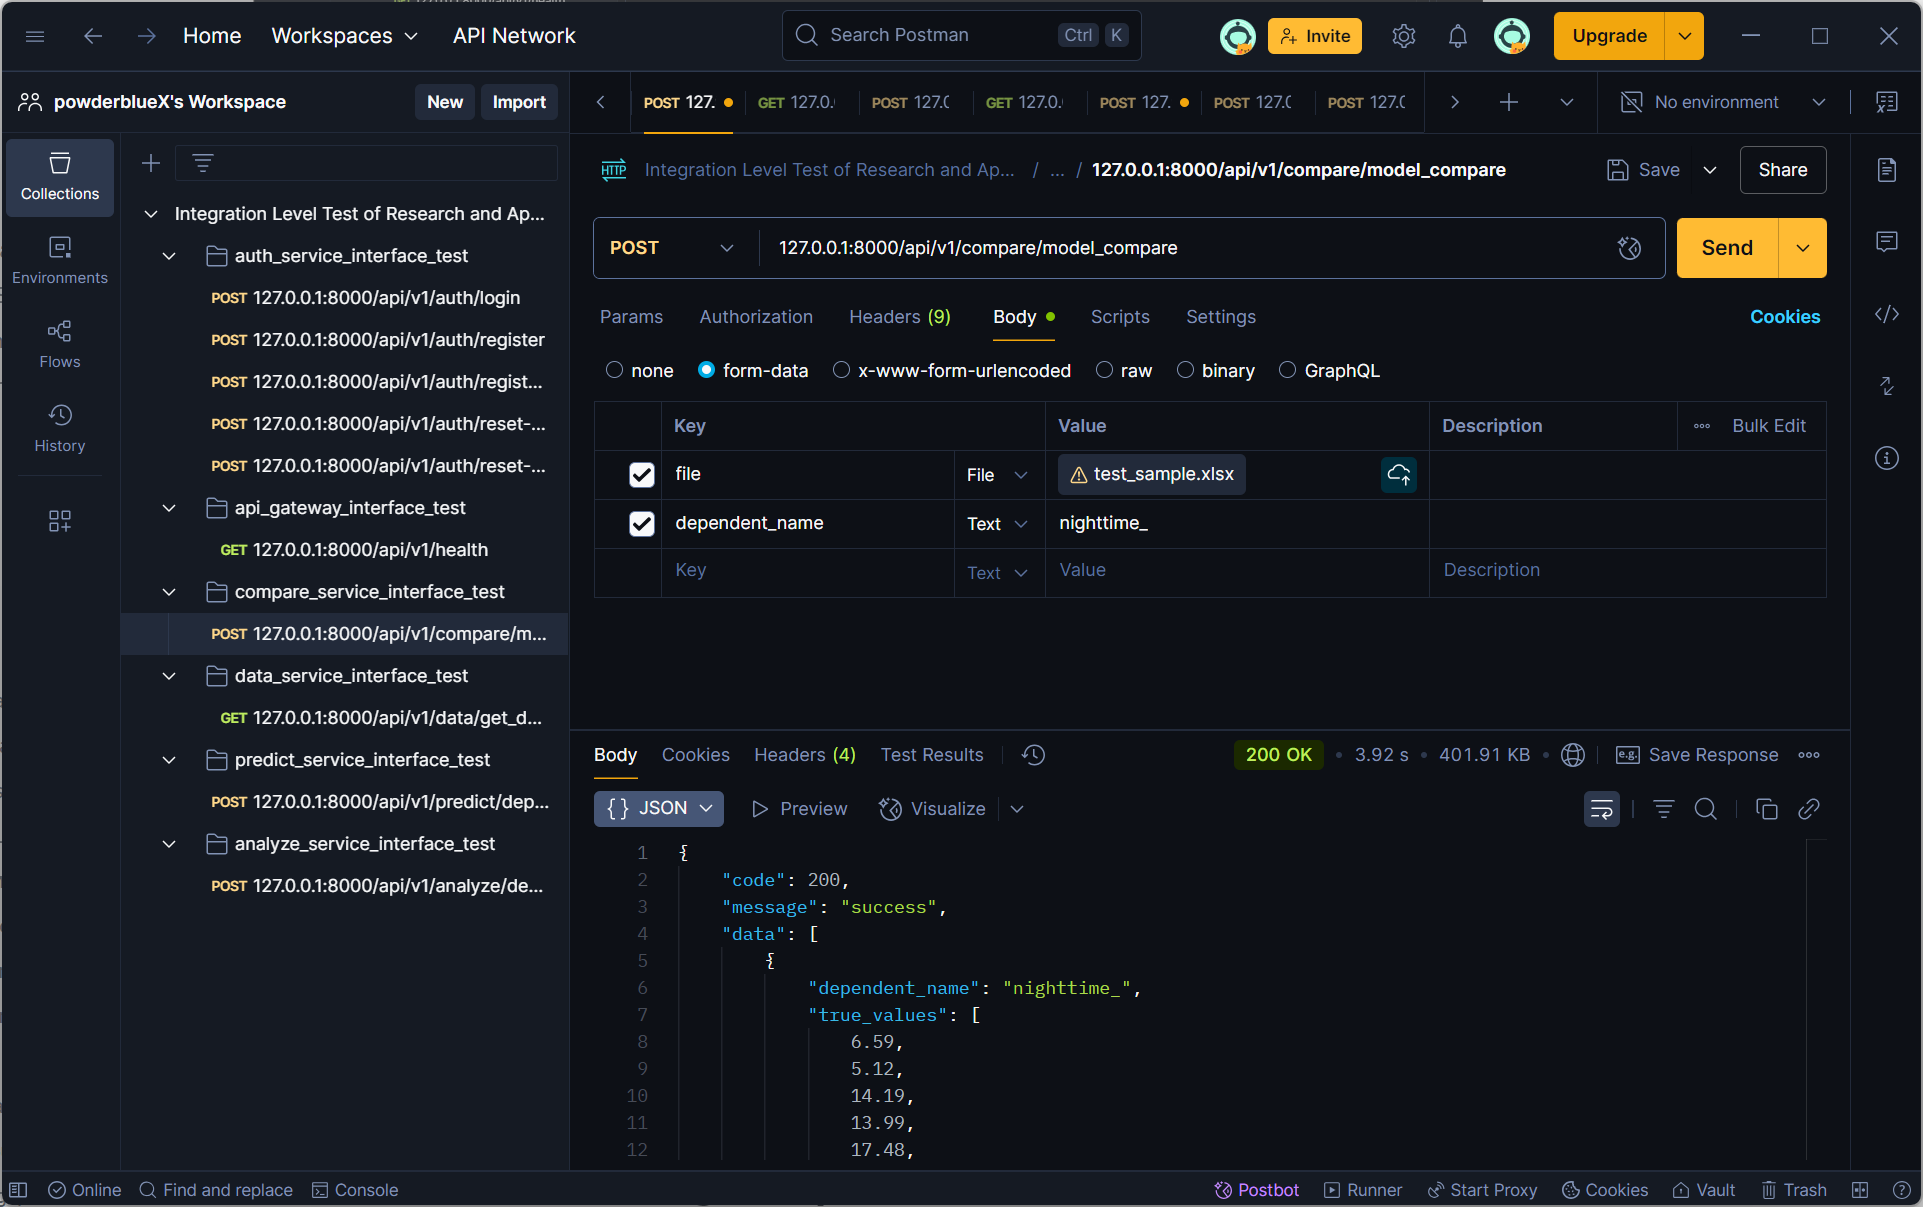 Home Workspaces API Network Search Postman Ctrl K Invite Upgrade
powderblueX's Workspace New Import
POST 127. GET 127.0. POST 127.0 GET 127.0. POST 127. POST 127.0 POST 127.0 No environment
Collections
Environments
Flows
History
Integration Level Test of Research and Ap...
auth_service_interface_test
POST 127.0.0.1:8000/api/v1/auth/login
POST 127.0.0.1:8000/api/v1/auth/register
POST 127.0.0.1:8000/api/v1/auth/regist...
POST 127.0.0.1:8000/api/v1/auth/reset-...
POST 127.0.0.1:8000/api/v1/auth/reset-...
api_gateway_interface_test
GET 127.0.0.1:8000/api/v1/health
compare_service_interface_test
POST 127.0.0.1:8000/api/v1/compare/m...
data_service_interface_test
GET 127.0.0.1:8000/api/v1/data/get_d...
predict_service_interface_test
POST 127.0.0.1:8000/api/v1/predict/dep...
analyze_service_interface_test
POST 127.0.0.1:8000/api/v1/analyze/de...
HTTP Integration Level Test of Research and Ap... / ... / 127.0.0.1:8000/api/v1/compare/model_compare Save Share
POST 127.0.0.1:8000/api/v1/compare/model_compare Send
Params Authorization Headers (9) Body Scripts Settings Cookies
none form-data x-www-form-urlencoded raw binary GraphQL
Key Value Description Bulk Edit
file File test_sample.xlsx
dependent_name Text nighttime_
Key Text Value Description
Body Cookies Headers (4) Test Results 200 OK 3.92 s 401.91 KB e.g. Save Response
{} JSON Preview Visualize
1 {
2 "code": 200,
3 "message": "success",
4 "data": [
5 {
6 "dependent_name": "nighttime_",
7 "true_values": [
8 6.59,
9 5.12,
10 14.19,
11 13.99,
12 17.48,
Online Find and replace Console Postbot Runner Start Proxy Cookies Vault Trash